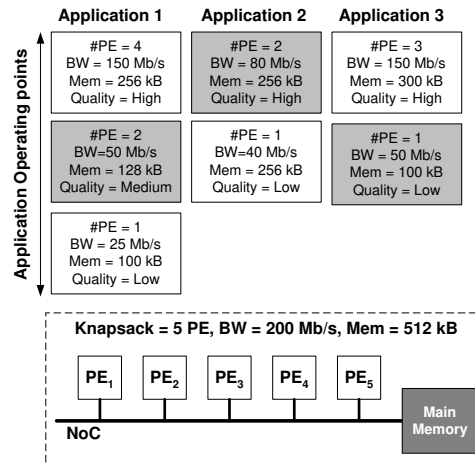 Application 1 Application 2 Application 3
Application Operating points
#PE = 4
BW = 150 Mb/s
Mem = 256 kB
Quality = High
#PE = 2
BW = 80 Mb/s
Mem = 256 kB
Quality = High
#PE = 3
BW = 150 Mb/s
Mem = 300 kB
Quality = High
#PE = 2
BW=50 Mb/s
Mem = 128 kB
Quality = Medium
#PE = 1
BW=40 Mb/s
Mem = 256 kB
Quality = Low
#PE = 1
BW = 50 Mb/s
Mem = 100 kB
Quality = Low
#PE = 1
BW = 25 Mb/s
Mem = 100 kB
Quality = Low
Knapsack = 5 PE, BW = 200 Mb/s, Mem = 512 kB
PE1 PE2 PE3 PE4 PE5
Main
Memory
NoC